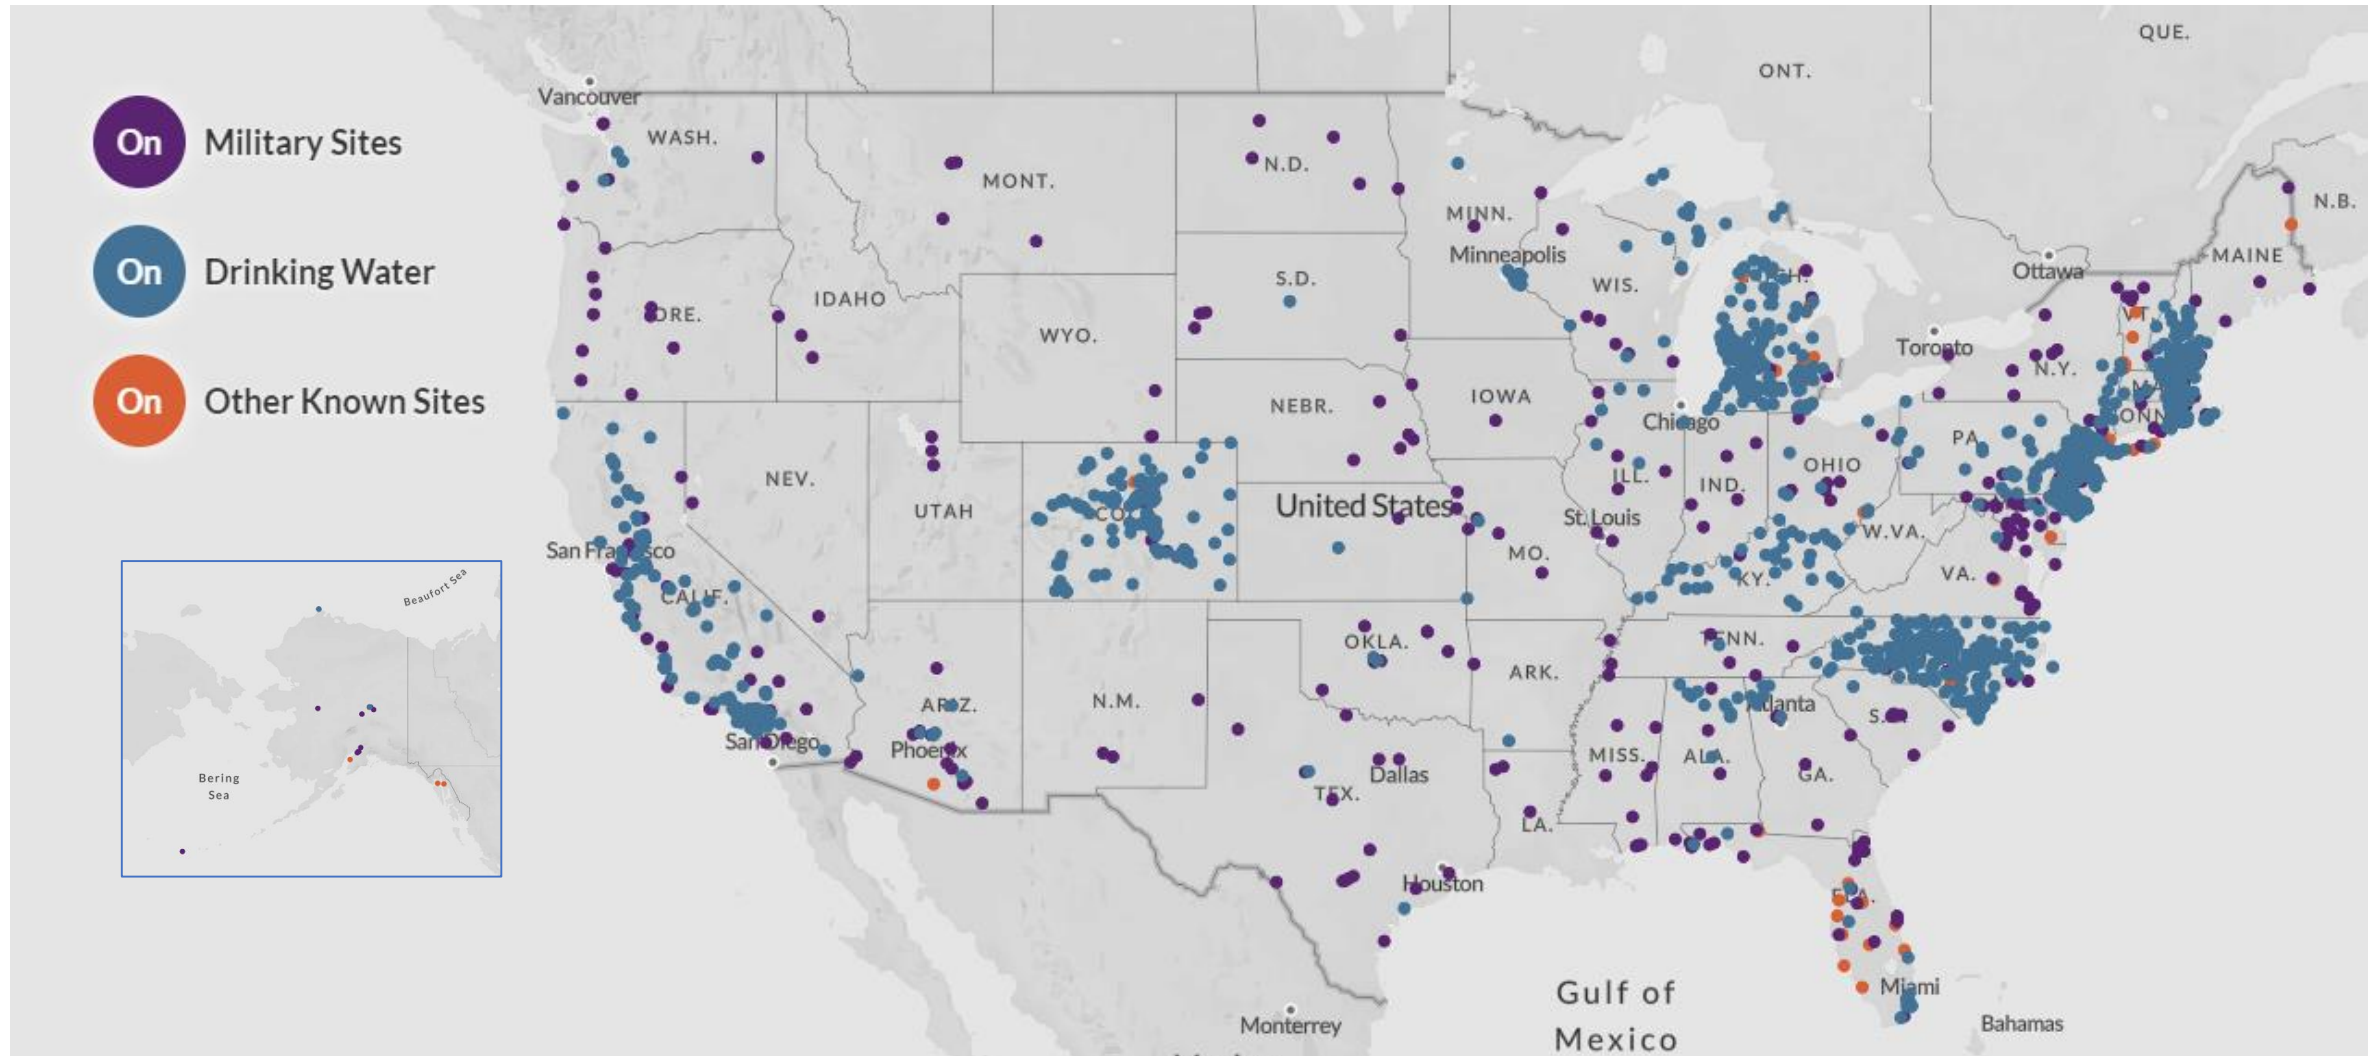 On Military Sites
On Drinking Water
On Other Known Sites
Vancouver
WASH.
MONT.
N.D.
MINN.
Minneapolis
ONT.
QUE.
N.B.
MAINE
Ottawa
ORE.
IDAHO
WYO.
S.D.
WIS.
Toronto
VT.
N.Y.
NEBR.
IOWA
Chicago
PA.
NEV.
UTAH
United States
ILL.
IND.
OHIO
St. Louis
W.VA.
San Francisco
MO.
KY.
VA.
CALIF.
OKLA.
TENN.
ARIZ.
N.M.
ARK.
Atlanta
San Diego
Phoenix
Dallas
MISS.
ALA.
GA.
TEX.
LA.
Houston
FLA.
Miami
Gulf of
Mexico
Monterrey
Bahamas
Beaufort Sea
Bering
Sea